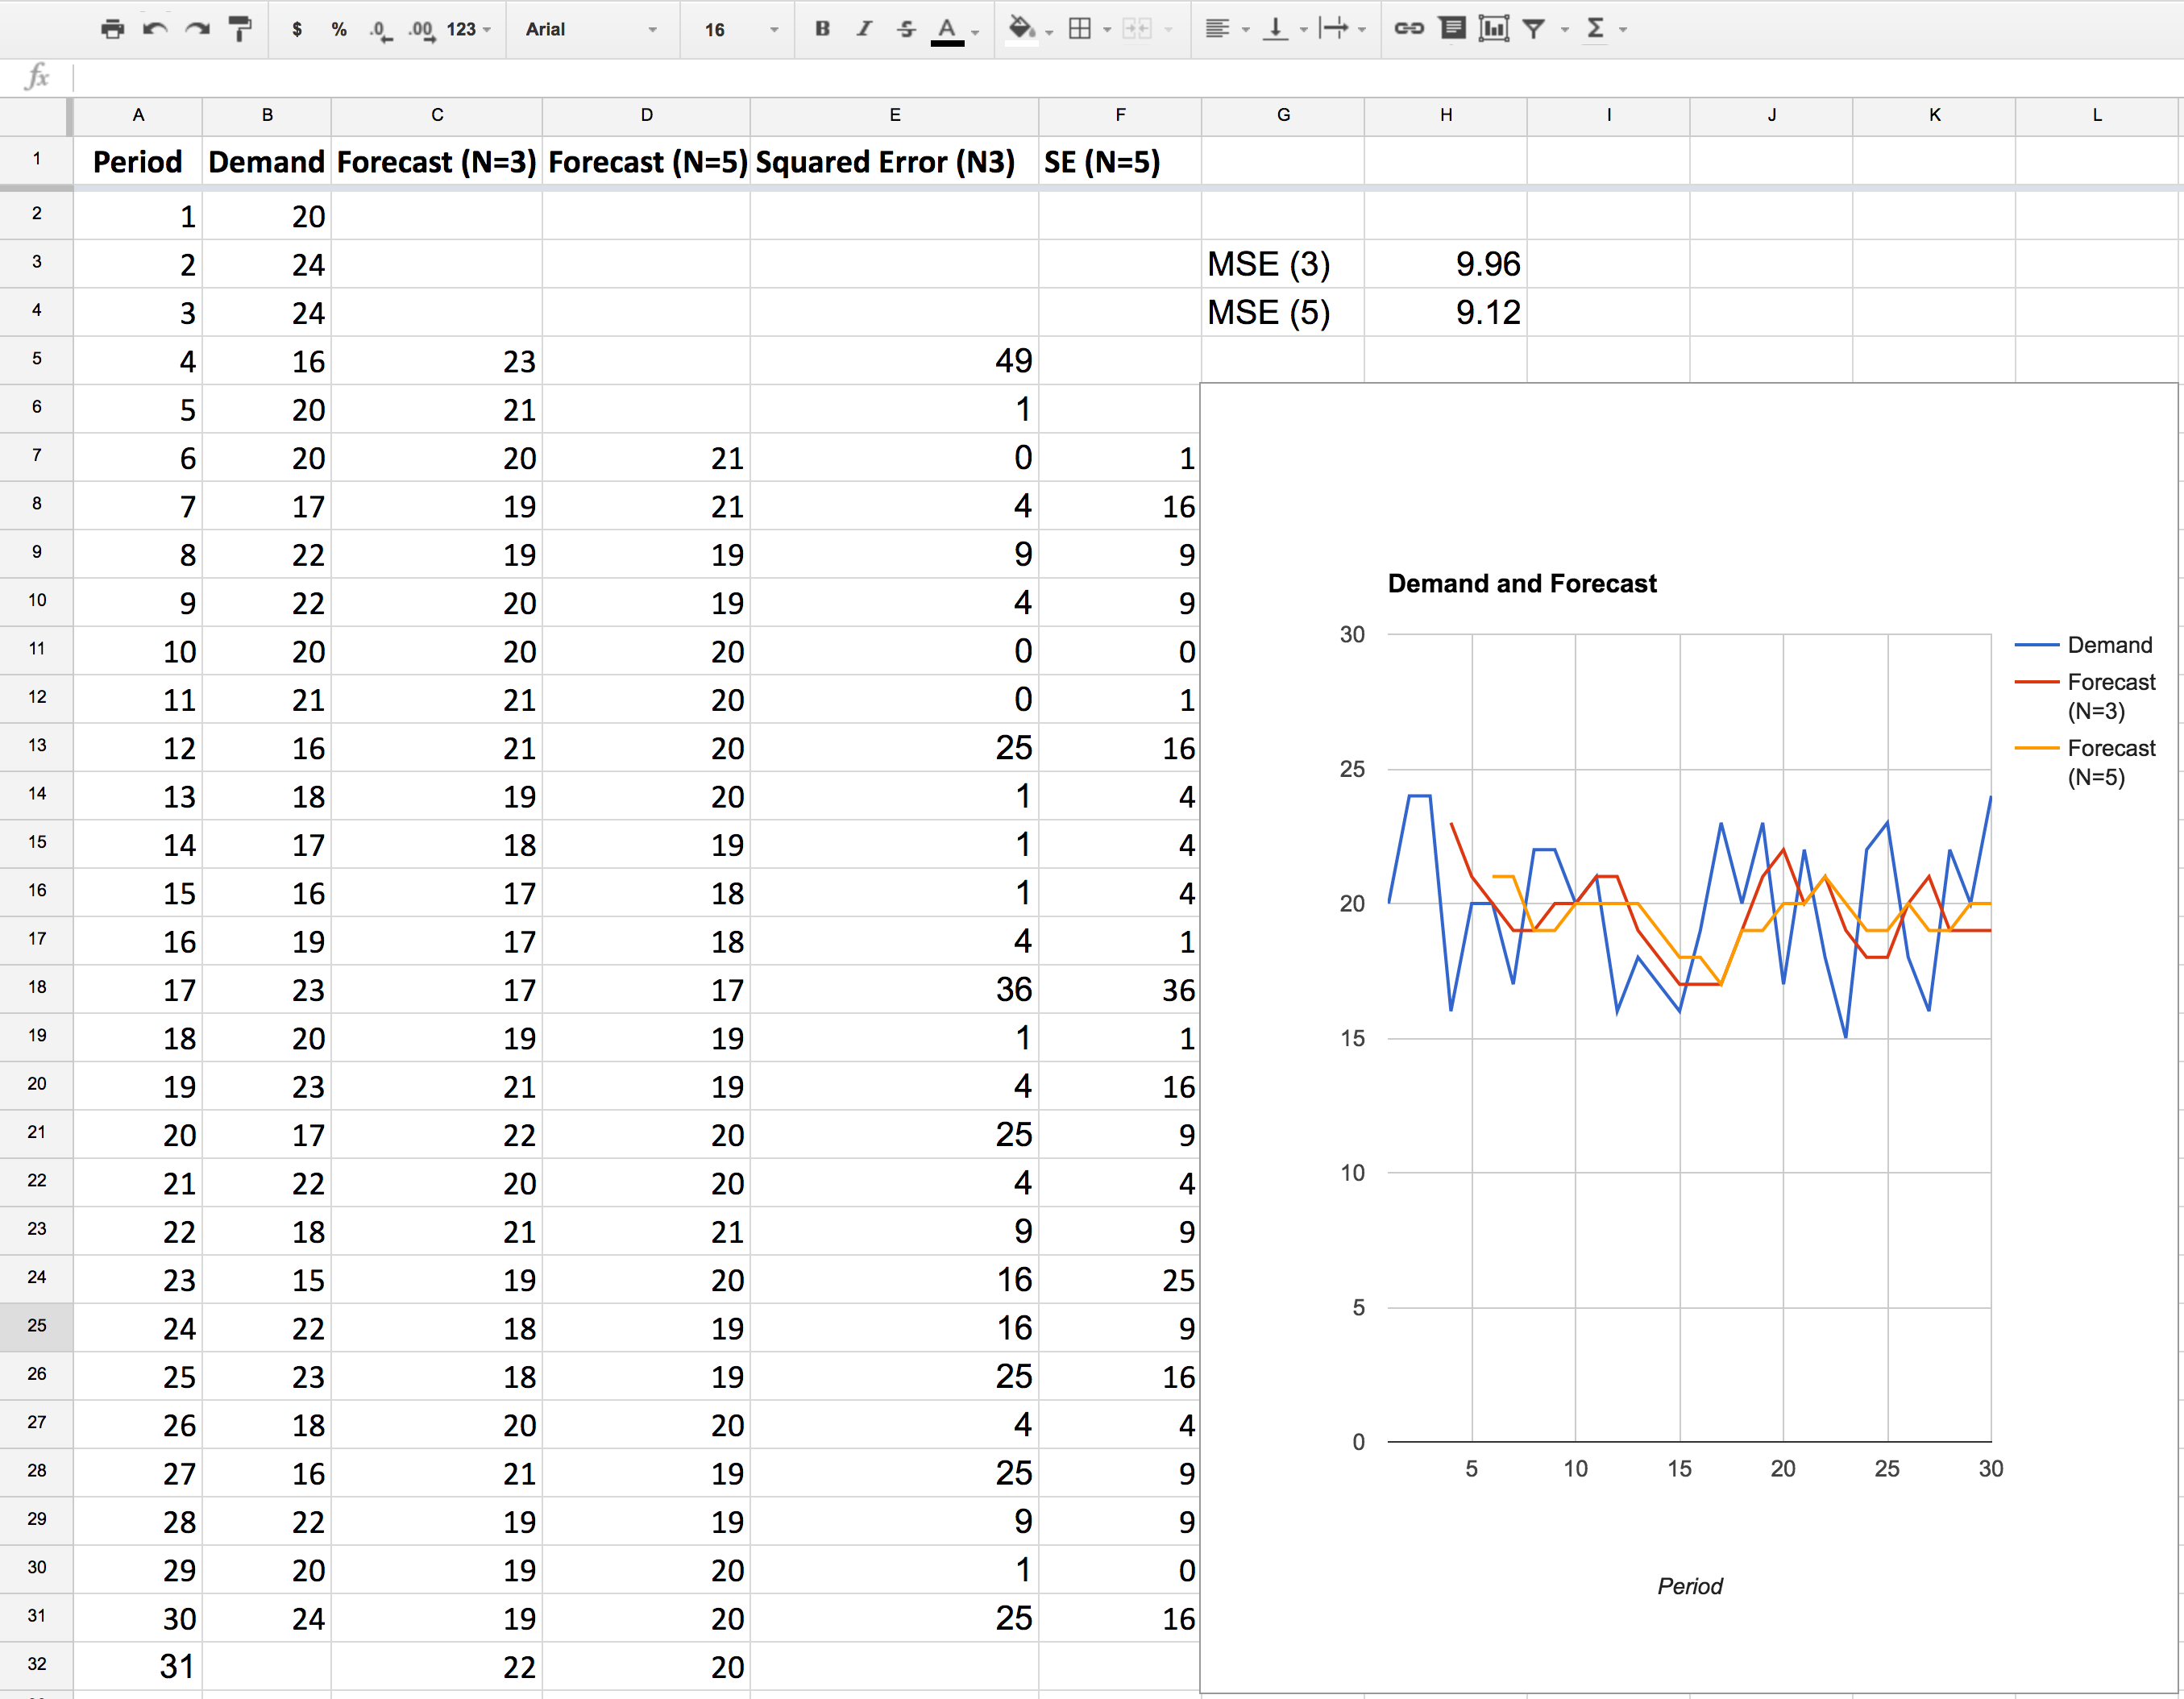 $ % .0 .00 123 Arial 16 B I S A Σ
fx
A B C D E F G H I J K L
1 Period Demand Forecast (N=3) Forecast (N=5) Squared Error (N3) SE (N=5)
2 1 20
3 2 24 MSE (3) 9.96
4 3 24 MSE (5) 9.12
5 4 16 23 49
6 5 20 21 1
7 6 20 20 21 0 1
8 7 17 19 21 4 16
9 8 22 19 19 9 9
10 9 22 20 19 4 9
11 10 20 20 20 0 0
12 11 21 21 20 0 1
13 12 16 21 20 25 16
14 13 18 19 20 1 4
15 14 17 18 19 1 4
16 15 16 17 18 1 4
17 16 19 17 18 4 1
18 17 23 17 17 36 36
19 18 20 19 19 1 1
20 19 23 21 19 4 16
21 20 17 22 20 25 9
22 21 22 20 20 4 4
23 22 18 21 21 9 9
24 23 15 19 20 16 25
25 24 22 18 19 16 9
26 25 23 18 19 25 16
27 26 18 20 20 4 4
28 27 16 21 19 25 9
29 28 22 19 19 9 9
30 29 20 19 20 1 0
31 30 24 19 20 25 16
32 31 22 20
Demand and Forecast
30
25
20
15
10
5
0
5 10 15 20 25 30
Period
Demand
Forecast
(N=3)
Forecast
(N=5)